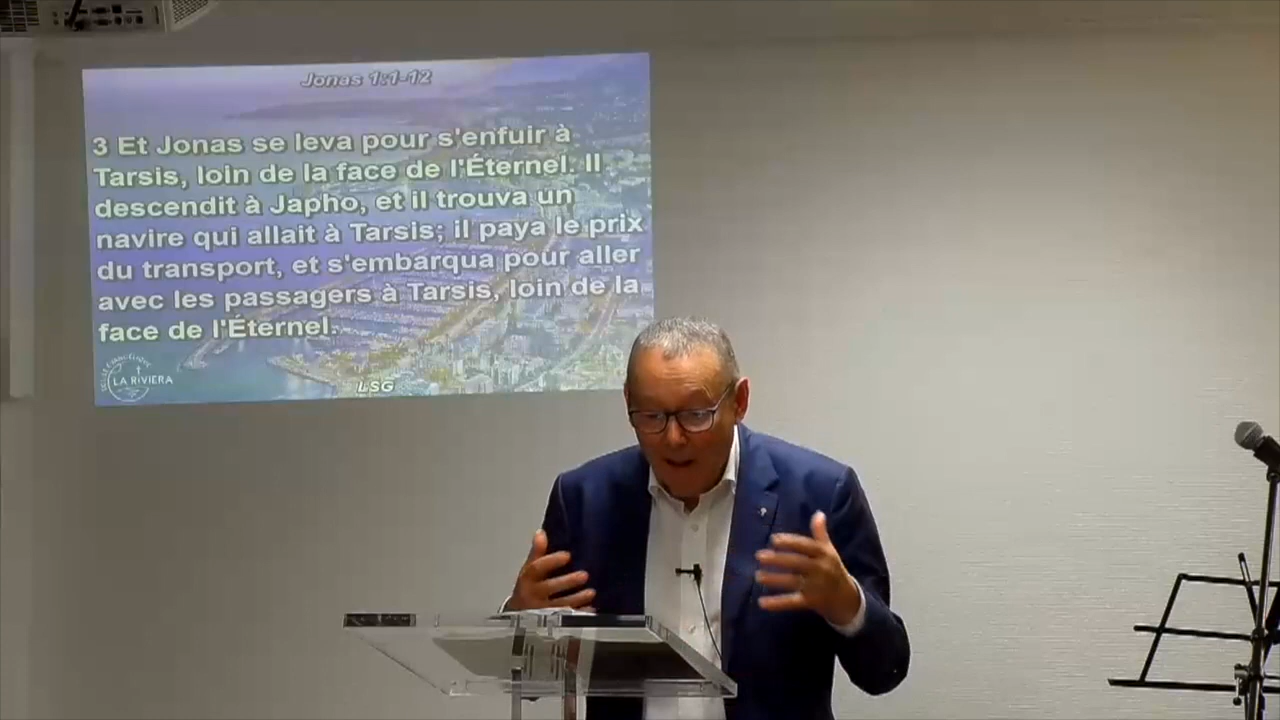 Jonas 1:1-12
3 Et Jonas se leva pour s'enfuir à
Tarsis, loin de la face de l'Éternel. Il
descendit à Japho, et il trouva un
navire qui allait à Tarsis; il paya le prix
du transport, et s'embarqua pour aller
avec les passagers à Tarsis, loin de la
face de l'Éternel.
ÉGLISE ÉVANGÉLIQUE
LA RIVIERA
LSG